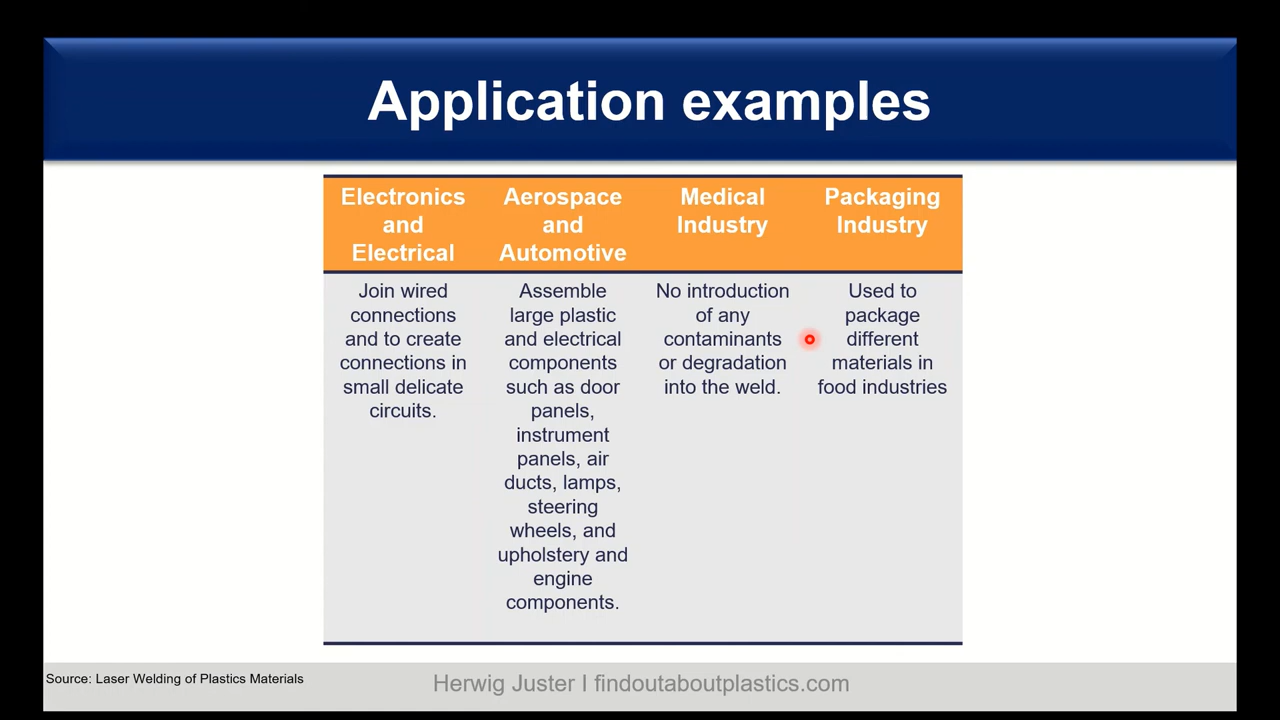 Application examples
Electronics
and
Electrical
Aerospace
and
Automotive
Medical
Industry
Packaging
Industry
Join wired
connections
and to create
connections in
small delicate
circuits.
Assemble
large plastic
and electrical
components
such as door
panels,
instrument
panels, air
ducts, lamps,
steering
wheels, and
upholstery and
engine
components.
No introduction
of any
contaminants
or degradation
into the weld.
Used to
package
different
materials in
food industries
Source: Laser Welding of Plastics Materials
Herwig Juster I findoutaboutplastics.com